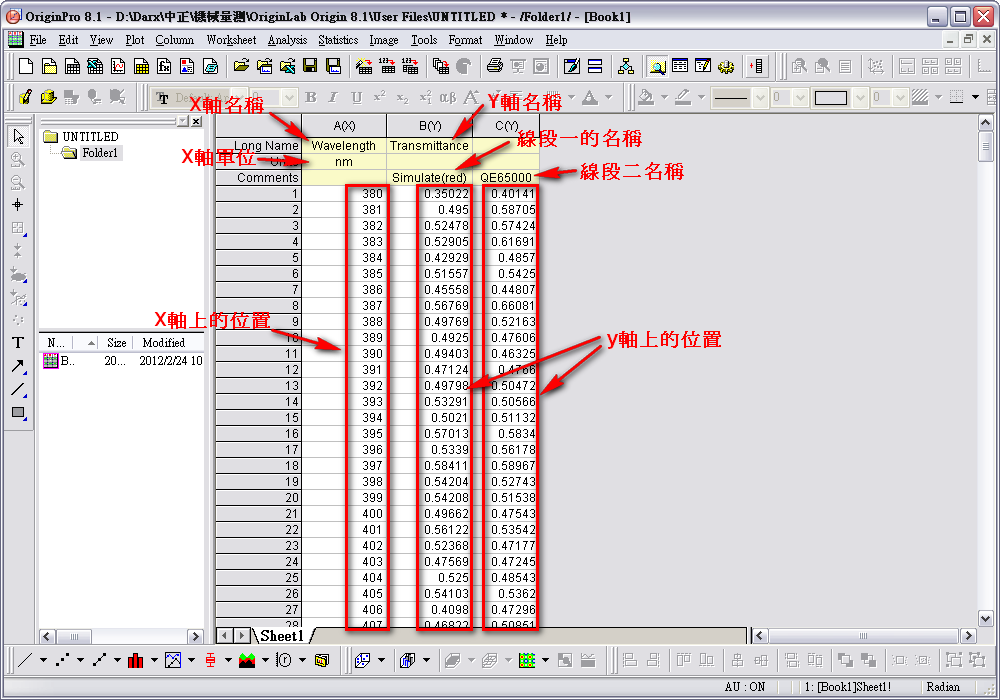 OriginPro 8.1 - D:\Darx\中正\機械量測\OriginLab Origin 8.1\User Files\UNTITLED * - /Folder1/ - [Book1]
File Edit View Plot Column Worksheet Analysis Statistics Image Tools Format Window Help
X軸名稱
Y軸名稱
線段一的名稱
X軸單位
線段二名稱
X軸上的位置
y軸上的位置
UNTITLED
Folder1
N... Size Modified
B.. 20... 2012/2/24 10
A(X) B(Y) C(Y)
Long Name Wavelength Transmittance
Units nm
Comments Simulate(red) QE65000
1 380 0.35022 0.40141
2 381 0.495 0.58705
3 382 0.52478 0.57424
4 383 0.52905 0.61691
5 384 0.42929 0.4857
6 385 0.51557 0.5425
7 386 0.45558 0.44807
8 387 0.56769 0.66081
9 388 0.49769 0.52163
10 389 0.4925 0.47606
11 390 0.49403 0.46325
12 391 0.47124 0.4766
13 392 0.49798 0.50472
14 393 0.53291 0.50566
15 394 0.5021 0.51132
16 395 0.57013 0.5834
17 396 0.5339 0.56178
18 397 0.58411 0.58967
19 398 0.54204 0.52743
20 399 0.54208 0.51538
21 400 0.49662 0.47543
22 401 0.56122 0.53542
23 402 0.52368 0.47177
24 403 0.47569 0.47245
25 404 0.525 0.48543
26 405 0.54103 0.5362
27 406 0.4098 0.47296
28 407 0.46822 0.50851
Sheet1
AU : ON 1: [Book1]Sheet1! Radian